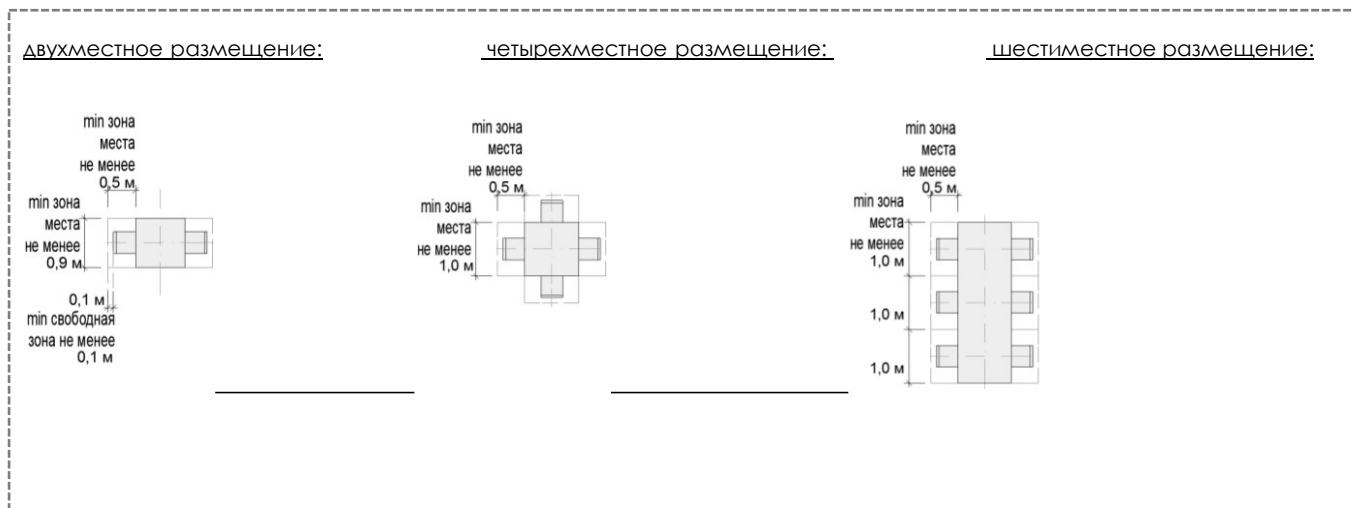 двухместное размещение:
четырехместное размещение:
шестиместное размещение:
min зона
места
не менее
0,5 м
min зона
места
не менее
0,9 м
0,1 м
min свободная
зона не менее
0,1 м
min зона
места
не менее
0,5 м
min зона
места
не менее
1,0 м
min зона
места
не менее
0,5 м
min зона
места
не менее
1,0 м
1,0 м
1,0 м